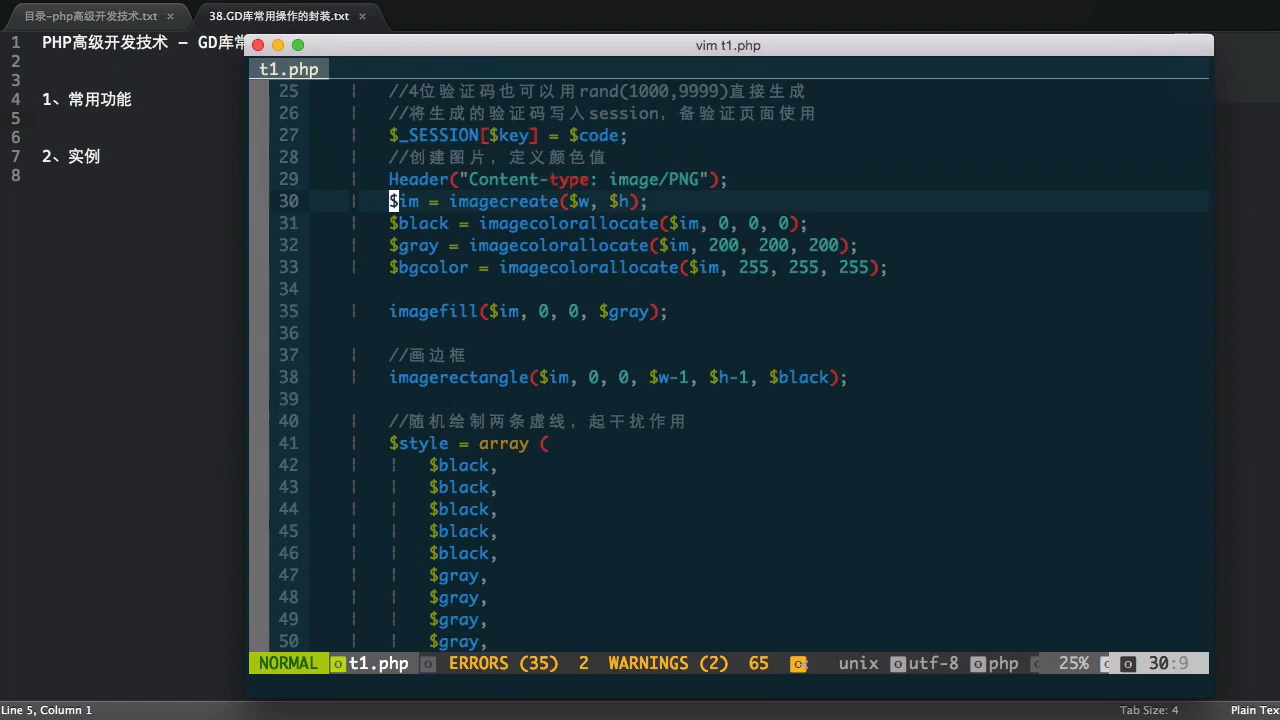 目录-php高级开发技术.txt ×
38.GD库常用操作的封装.txt ×
1 PHP高级开发技术 - GD库常
2
3
4 1、常用功能
5
6
7 2、实例
8
vim t1.php
t1.php
25 //4位验证码也可以用rand(1000,9999)直接生成
26 //将生成的验证码写入session，备验证页面使用
27 $_SESSION[$key] = $code;
28 //创建图片，定义颜色值
29 Header("Content-type: image/PNG");
30 $im = imagecreate($w, $h);
31 $black = imagecolorallocate($im, 0, 0, 0);
32 $gray = imagecolorallocate($im, 200, 200, 200);
33 $bgcolor = imagecolorallocate($im, 255, 255, 255);
34
35 imagefill($im, 0, 0, $gray);
36
37 //画边框
38 imagerectangle($im, 0, 0, $w-1, $h-1, $black);
39
40 //随机绘制两条虚线，起干扰作用
41 $style = array (
42 $black,
43 $black,
44 $black,
45 $black,
46 $black,
47 $gray,
48 $gray,
49 $gray,
50 $gray,
NORMAL t1.php ERRORS (35) 2 WARNINGS (2) 65 unix utf-8 php 25% 30:9
Line 5, Column 1
Tab Size: 4
Plain Tex